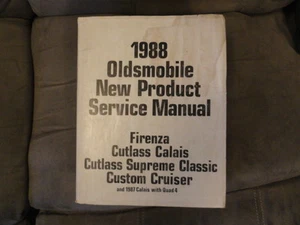 1988
Oldsmobile
New Product
Service Manual
Firenza
Cutlass Calais
Cutlass Supreme Classic
Custom Cruiser
and 1987 Calais with Quad 4